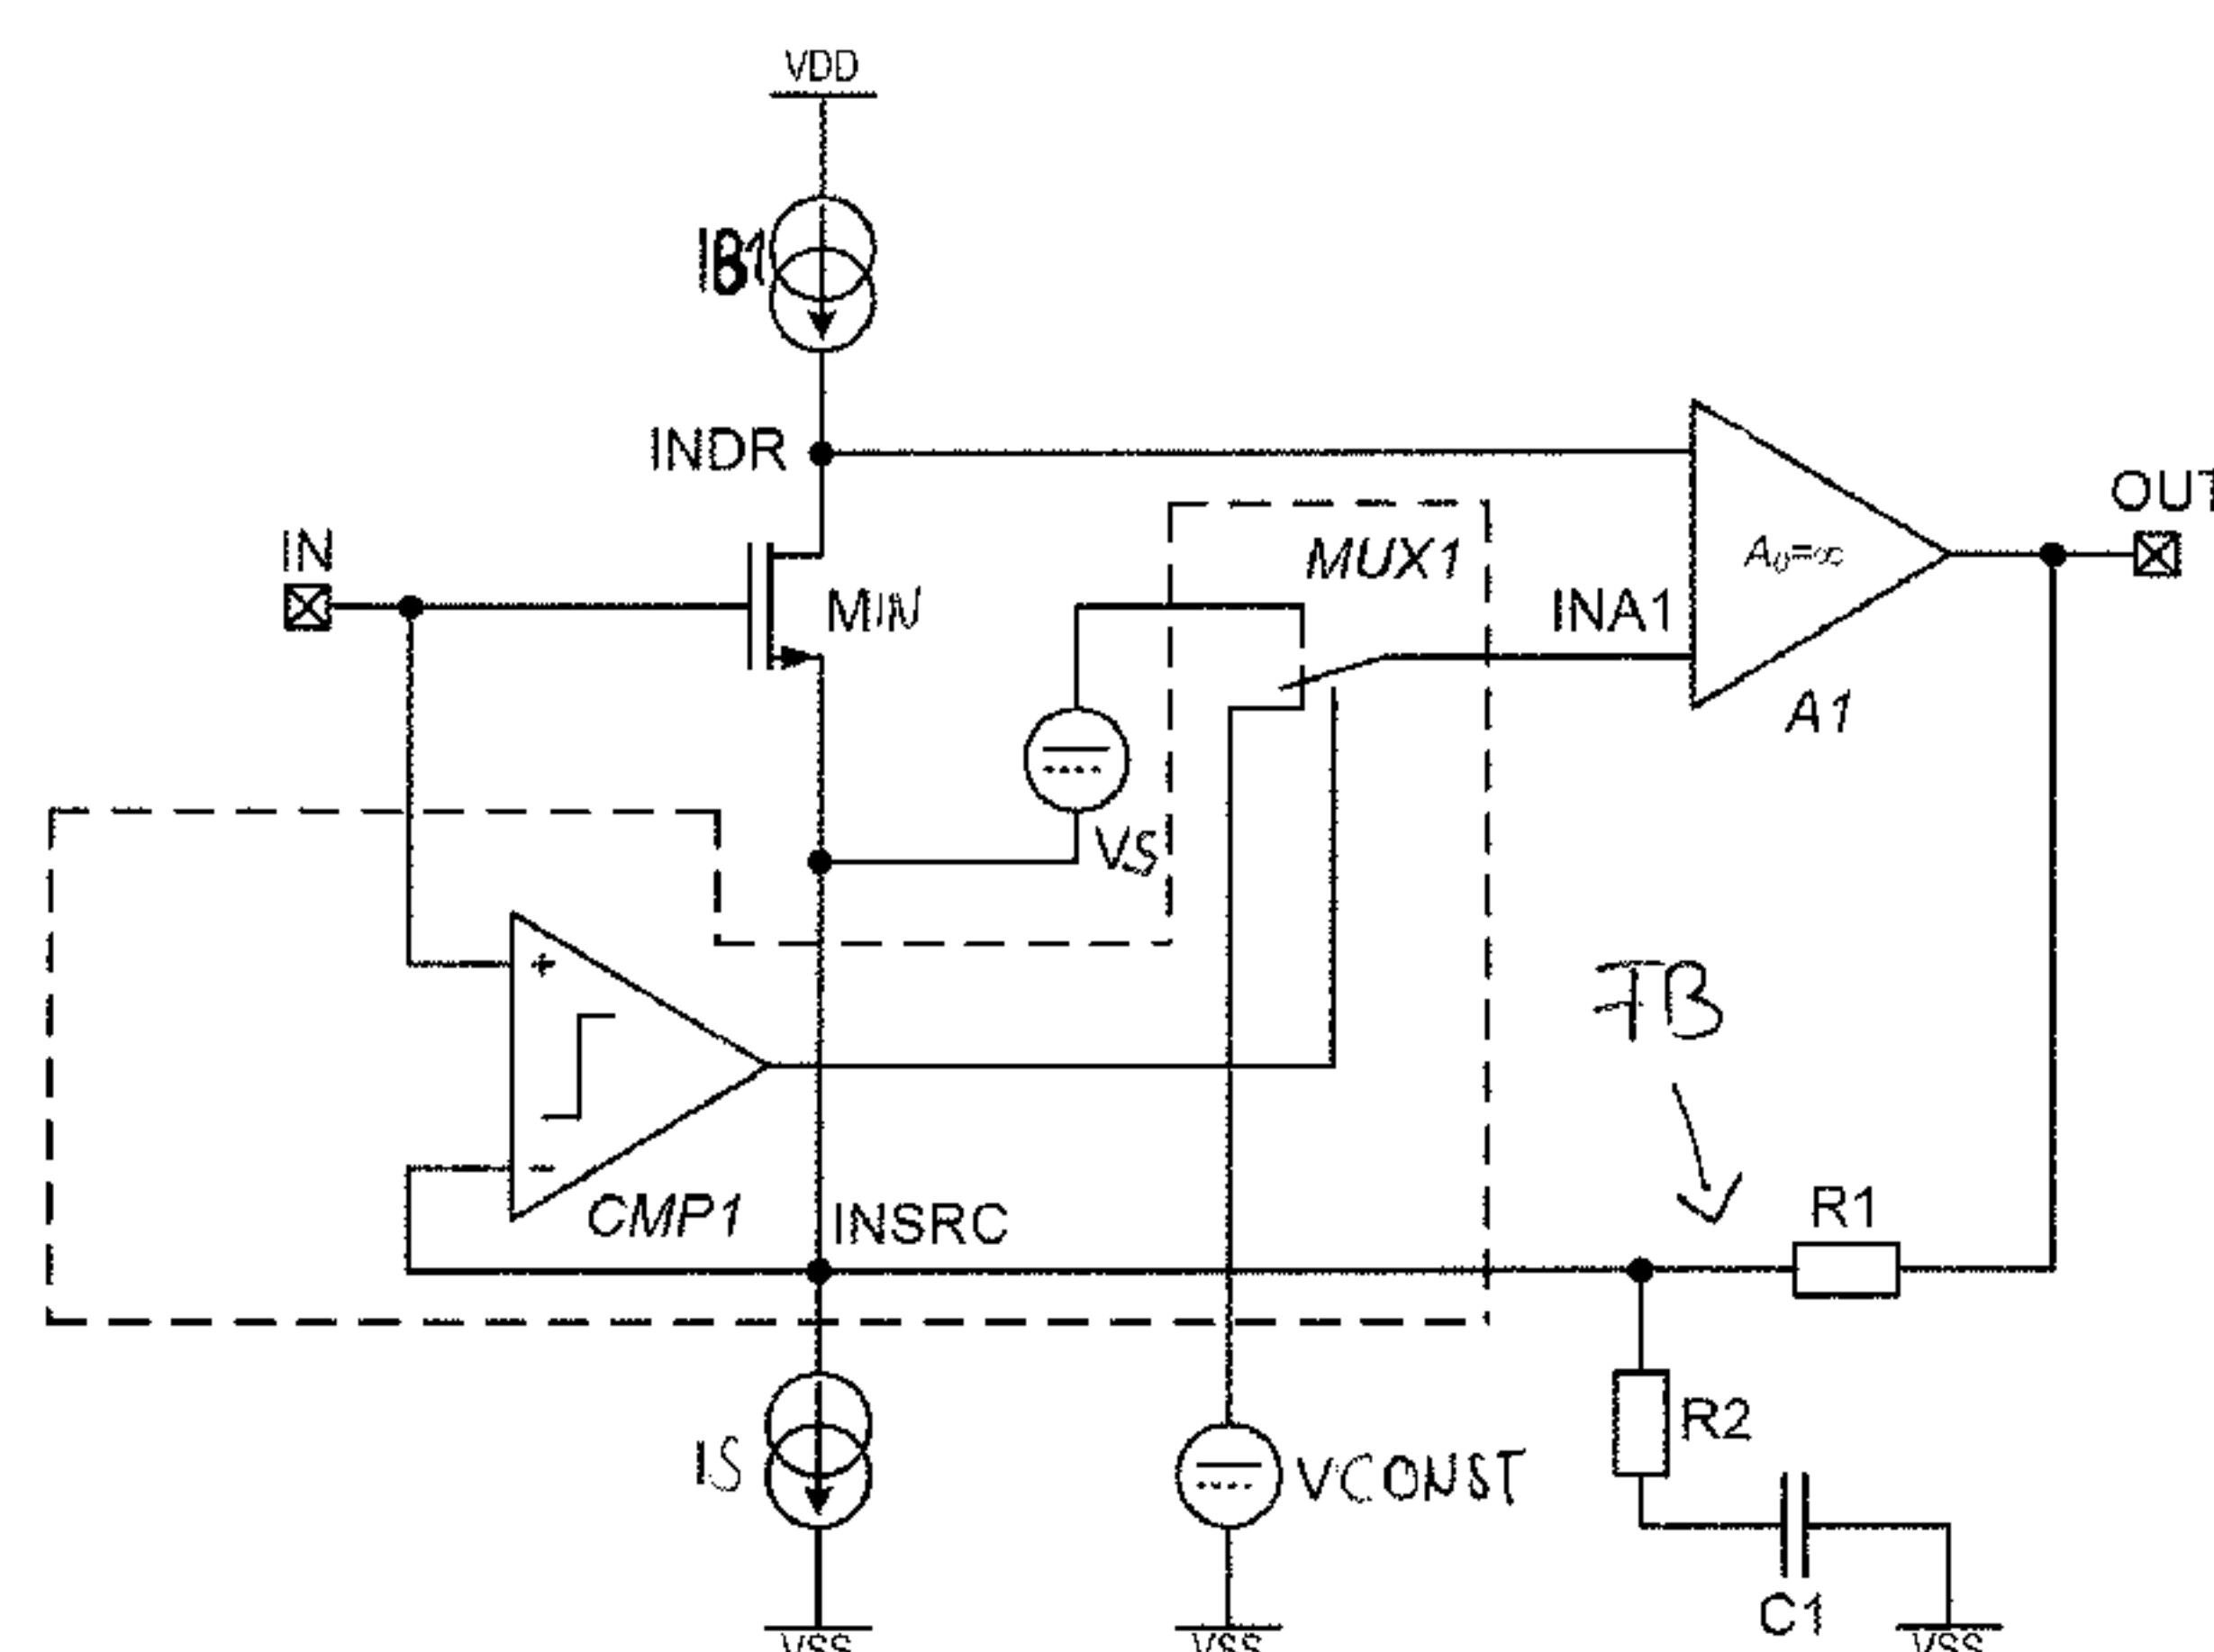 VDD
IB1
INDR
OUT
IN
MUX1
MIN
INA1
A₀=∞
A1
VS
FB
+
−
CMP1
INSRC
R1
R2
IS
VCONST
C1
VSS
VSS
VSS